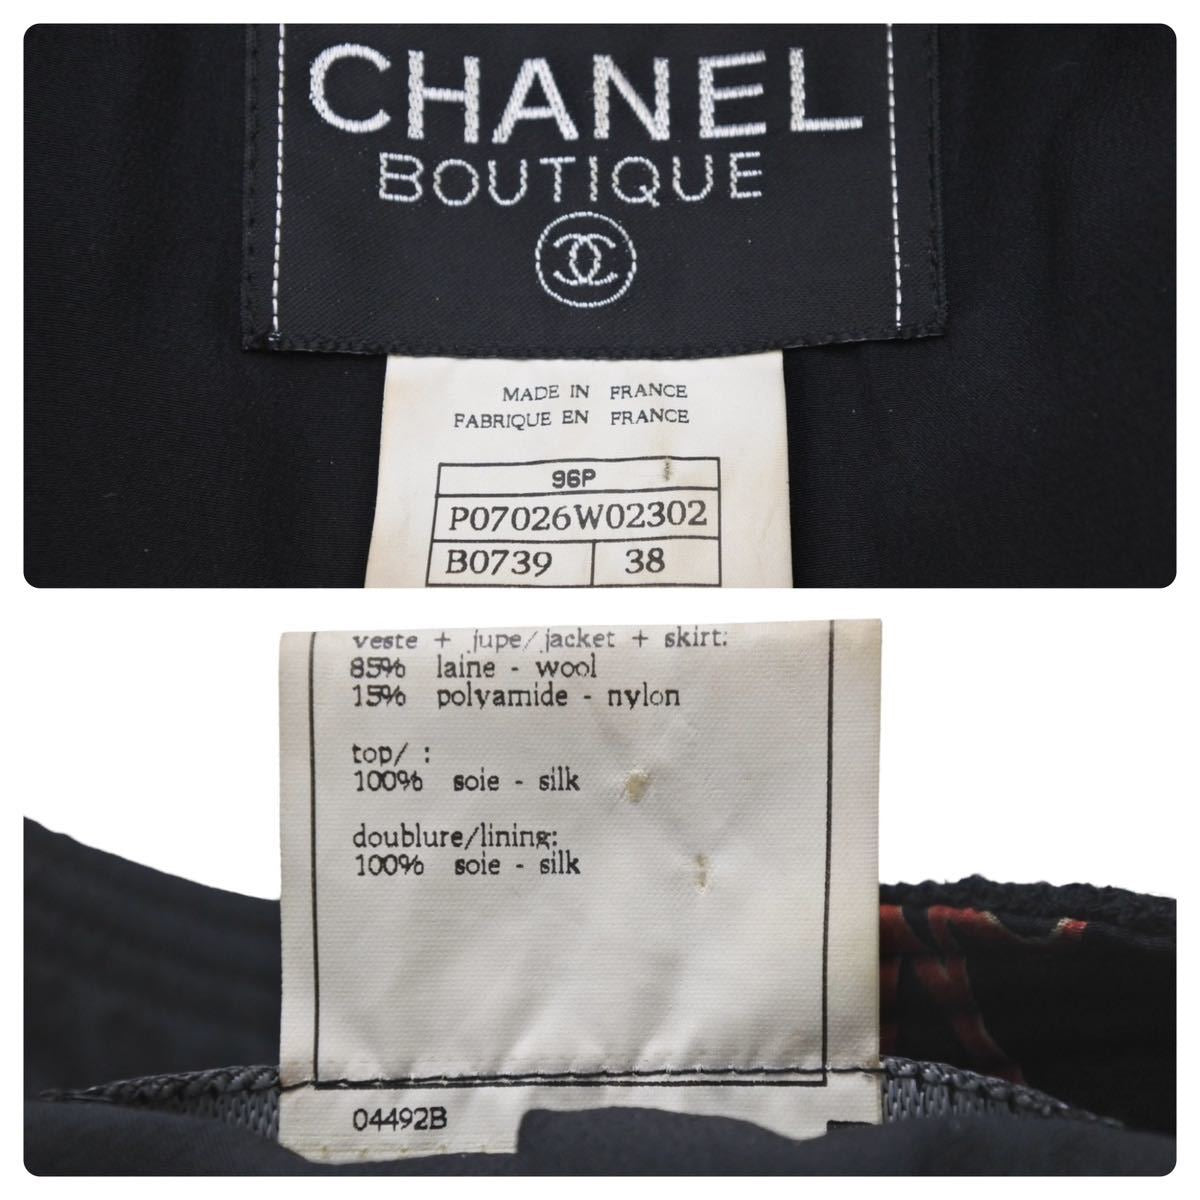 CHANEL
BOUTIQUE
MADE IN FRANCE
FABRIQUE EN FRANCE
96P
P07026W02302
B0739 38
veste + jupe/jacket + skirt:
85% laine - wool
15% polyamide - nylon
top/ :
100% soie - silk
doublure/lining:
100% soie - silk
04492B